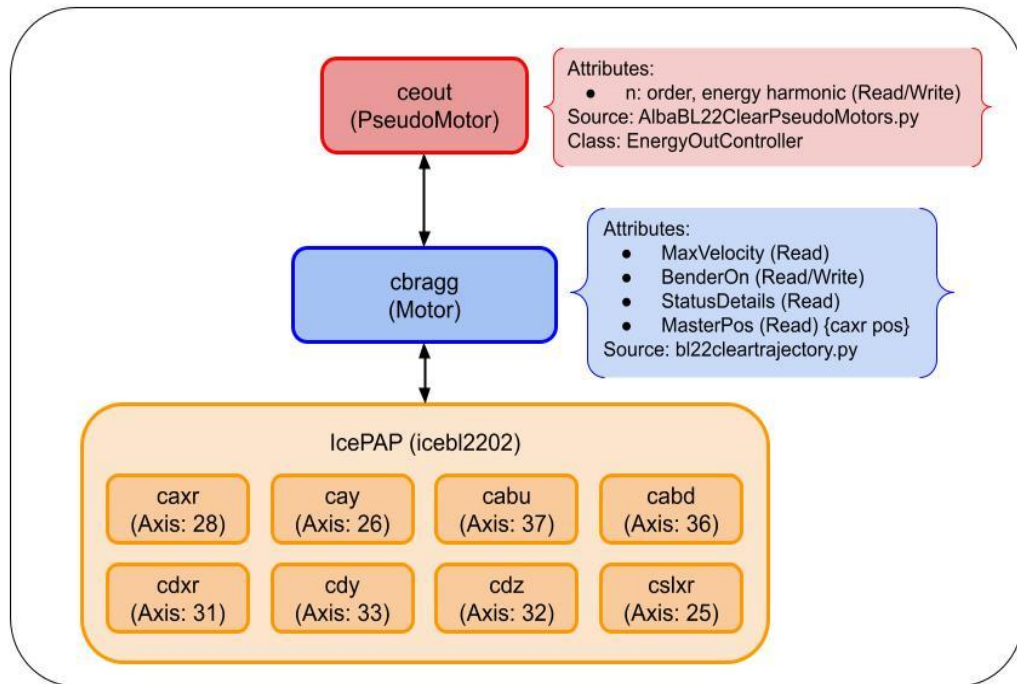 ceout
(PseudoMotor)
Attributes:
● n: order, energy harmonic (Read/Write)
Source: AlbaBL22ClearPseudoMotors.py
Class: EnergyOutController
cbragg
(Motor)
Attributes:
● MaxVelocity (Read)
● BenderOn (Read/Write)
● StatusDetails (Read)
● MasterPos (Read) {caxr pos}
Source: bl22cleartrajectory.py
IcePAP (icebl2202)
caxr
(Axis: 28)
cay
(Axis: 26)
cabu
(Axis: 37)
cabd
(Axis: 36)
cdxr
(Axis: 31)
cdy
(Axis: 33)
cdz
(Axis: 32)
cslxr
(Axis: 25)